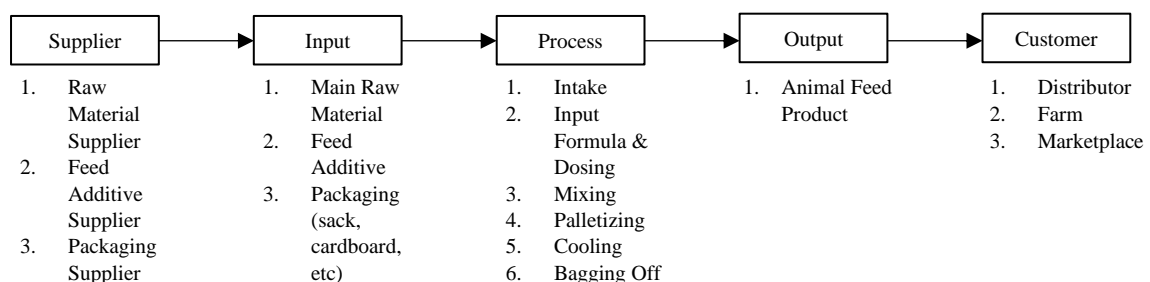 Supplier
Input
Process
Output
Customer
1. Raw
Material
Supplier
2. Feed
Additive
Supplier
3. Packaging
Supplier
1. Main Raw
Material
2. Feed
Additive
3. Packaging
(sack,
cardboard,
etc)
1. Intake
2. Input
Formula &
Dosing
3. Mixing
4. Palletizing
5. Cooling
6. Bagging Off
1. Animal Feed
Product
1. Distributor
2. Farm
3. Marketplace